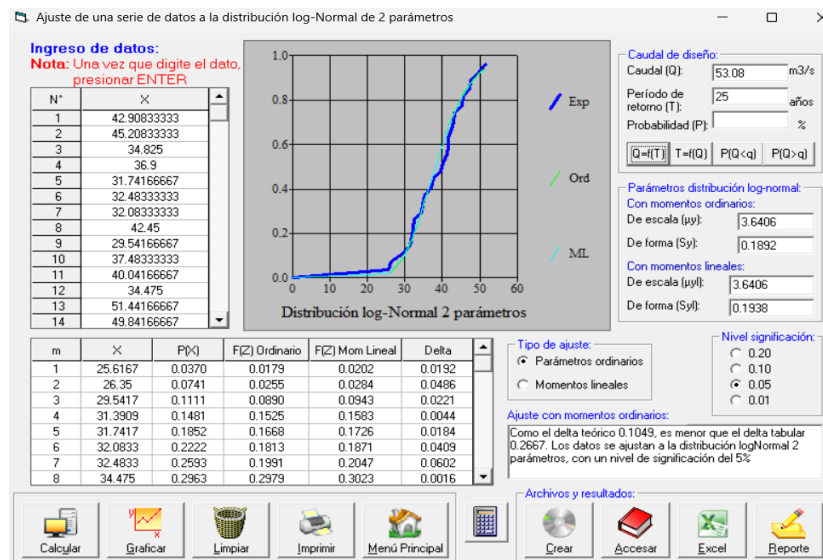 Ajuste de una serie de datos a la distribución log-Normal de 2 parámetros
Ingreso de datos:
Nota: Una vez que digite el dato,
presionar ENTER
N° X
1 42.90833333
2 45.20833333
3 34.825
4 36.9
5 31.74166667
6 32.48333333
7 32.08333333
8 42.45
9 29.54166667
10 37.48333333
11 40.04166667
12 34.475
13 51.44166667
14 49.84166667
1.0
0.8
0.6
0.4
0.2
0.0
0 10 20 30 40 50 60
Distribución log-Normal 2 parámetros
Exp
Ord
ML
Caudal de diseño:
Caudal (Q): 53.08 m3/s
Período de
retorno (T): 25 años
Probabilidad (P): %
Q=f(T) T=f(Q) P(Q<q) P(Q>q)
Parámetros distribución log-normal:
Con momentos ordinarios:
De escala (μy): 3.6406
De forma (Sy): 0.1892
Con momentos lineales:
De escala (μyl): 3.6406
De forma (Syl): 0.1938
m X P(X) F(Z) Ordinario F(Z) Mom Lineal Delta
1 25.6167 0.0370 0.0179 0.0202 0.0192
2 26.35 0.0741 0.0255 0.0284 0.0486
3 29.5417 0.1111 0.0890 0.0943 0.0221
4 31.3909 0.1481 0.1525 0.1583 0.0044
5 31.7417 0.1852 0.1668 0.1726 0.0184
6 32.0833 0.2222 0.1813 0.1871 0.0409
7 32.4833 0.2593 0.1991 0.2047 0.0602
8 34.475 0.2963 0.2979 0.3023 0.0016
Tipo de ajuste:
Parámetros ordinarios
Momentos lineales
Nivel significación:
0.20
0.10
0.05
0.01
Ajuste con momentos ordinarios:
Como el delta teórico 0.1049, es menor que el delta tabular
0.2667. Los datos se ajustan a la distribución logNormal 2
parámetros, con un nivel de significación del 5%
Calcular
Graficar
Limpiar
Imprimir
Menú Principal
Archivos y resultados:
Crear
Accesar
Excel
Reporte